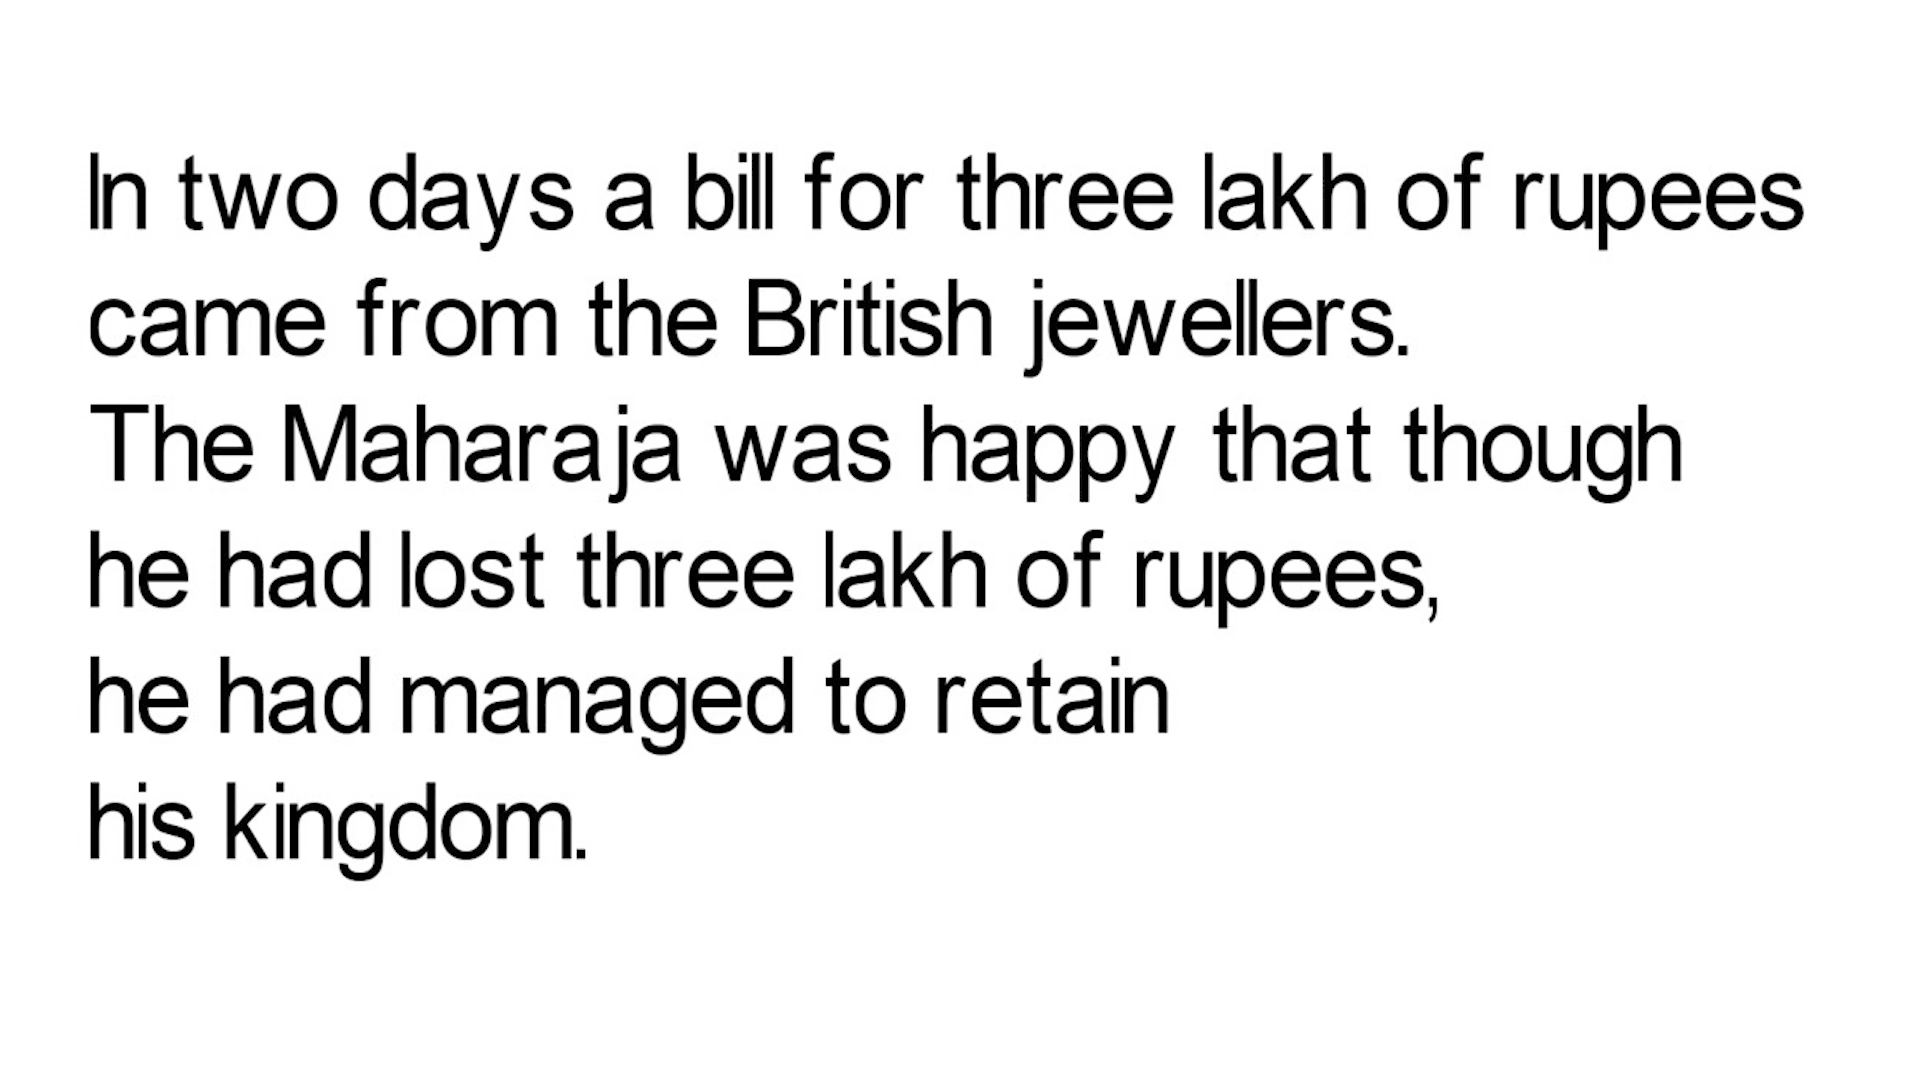 In two days a bill for three lakh of rupees
came from the British jewellers.
The Maharaja was happy that though
he had lost three lakh of rupees,
he had managed to retain
his kingdom.